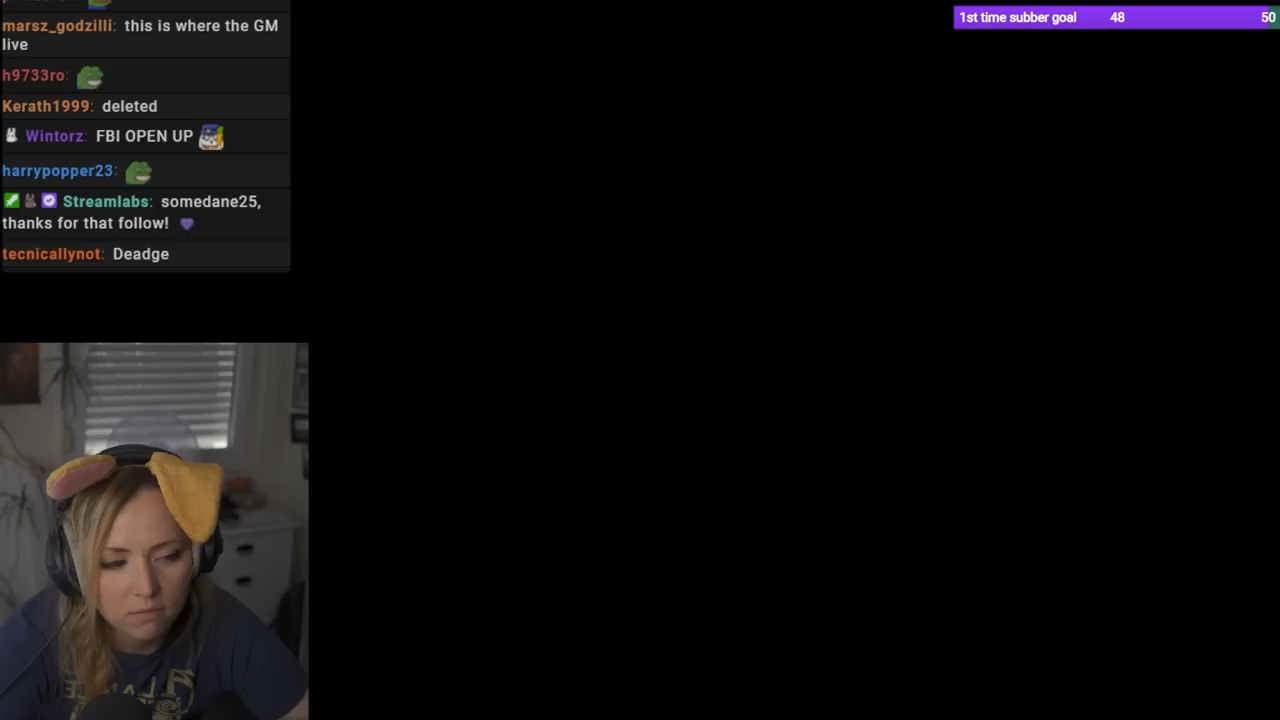 marsz_godzilli: this is where the GM
live
h9733ro:
Kerath1999: deleted
Wintorz: FBI OPEN UP
harrypopper23:
Streamlabs: somedane25,
thanks for that follow!
tecnicallynot: Deadge
1st time subber goal 48 50